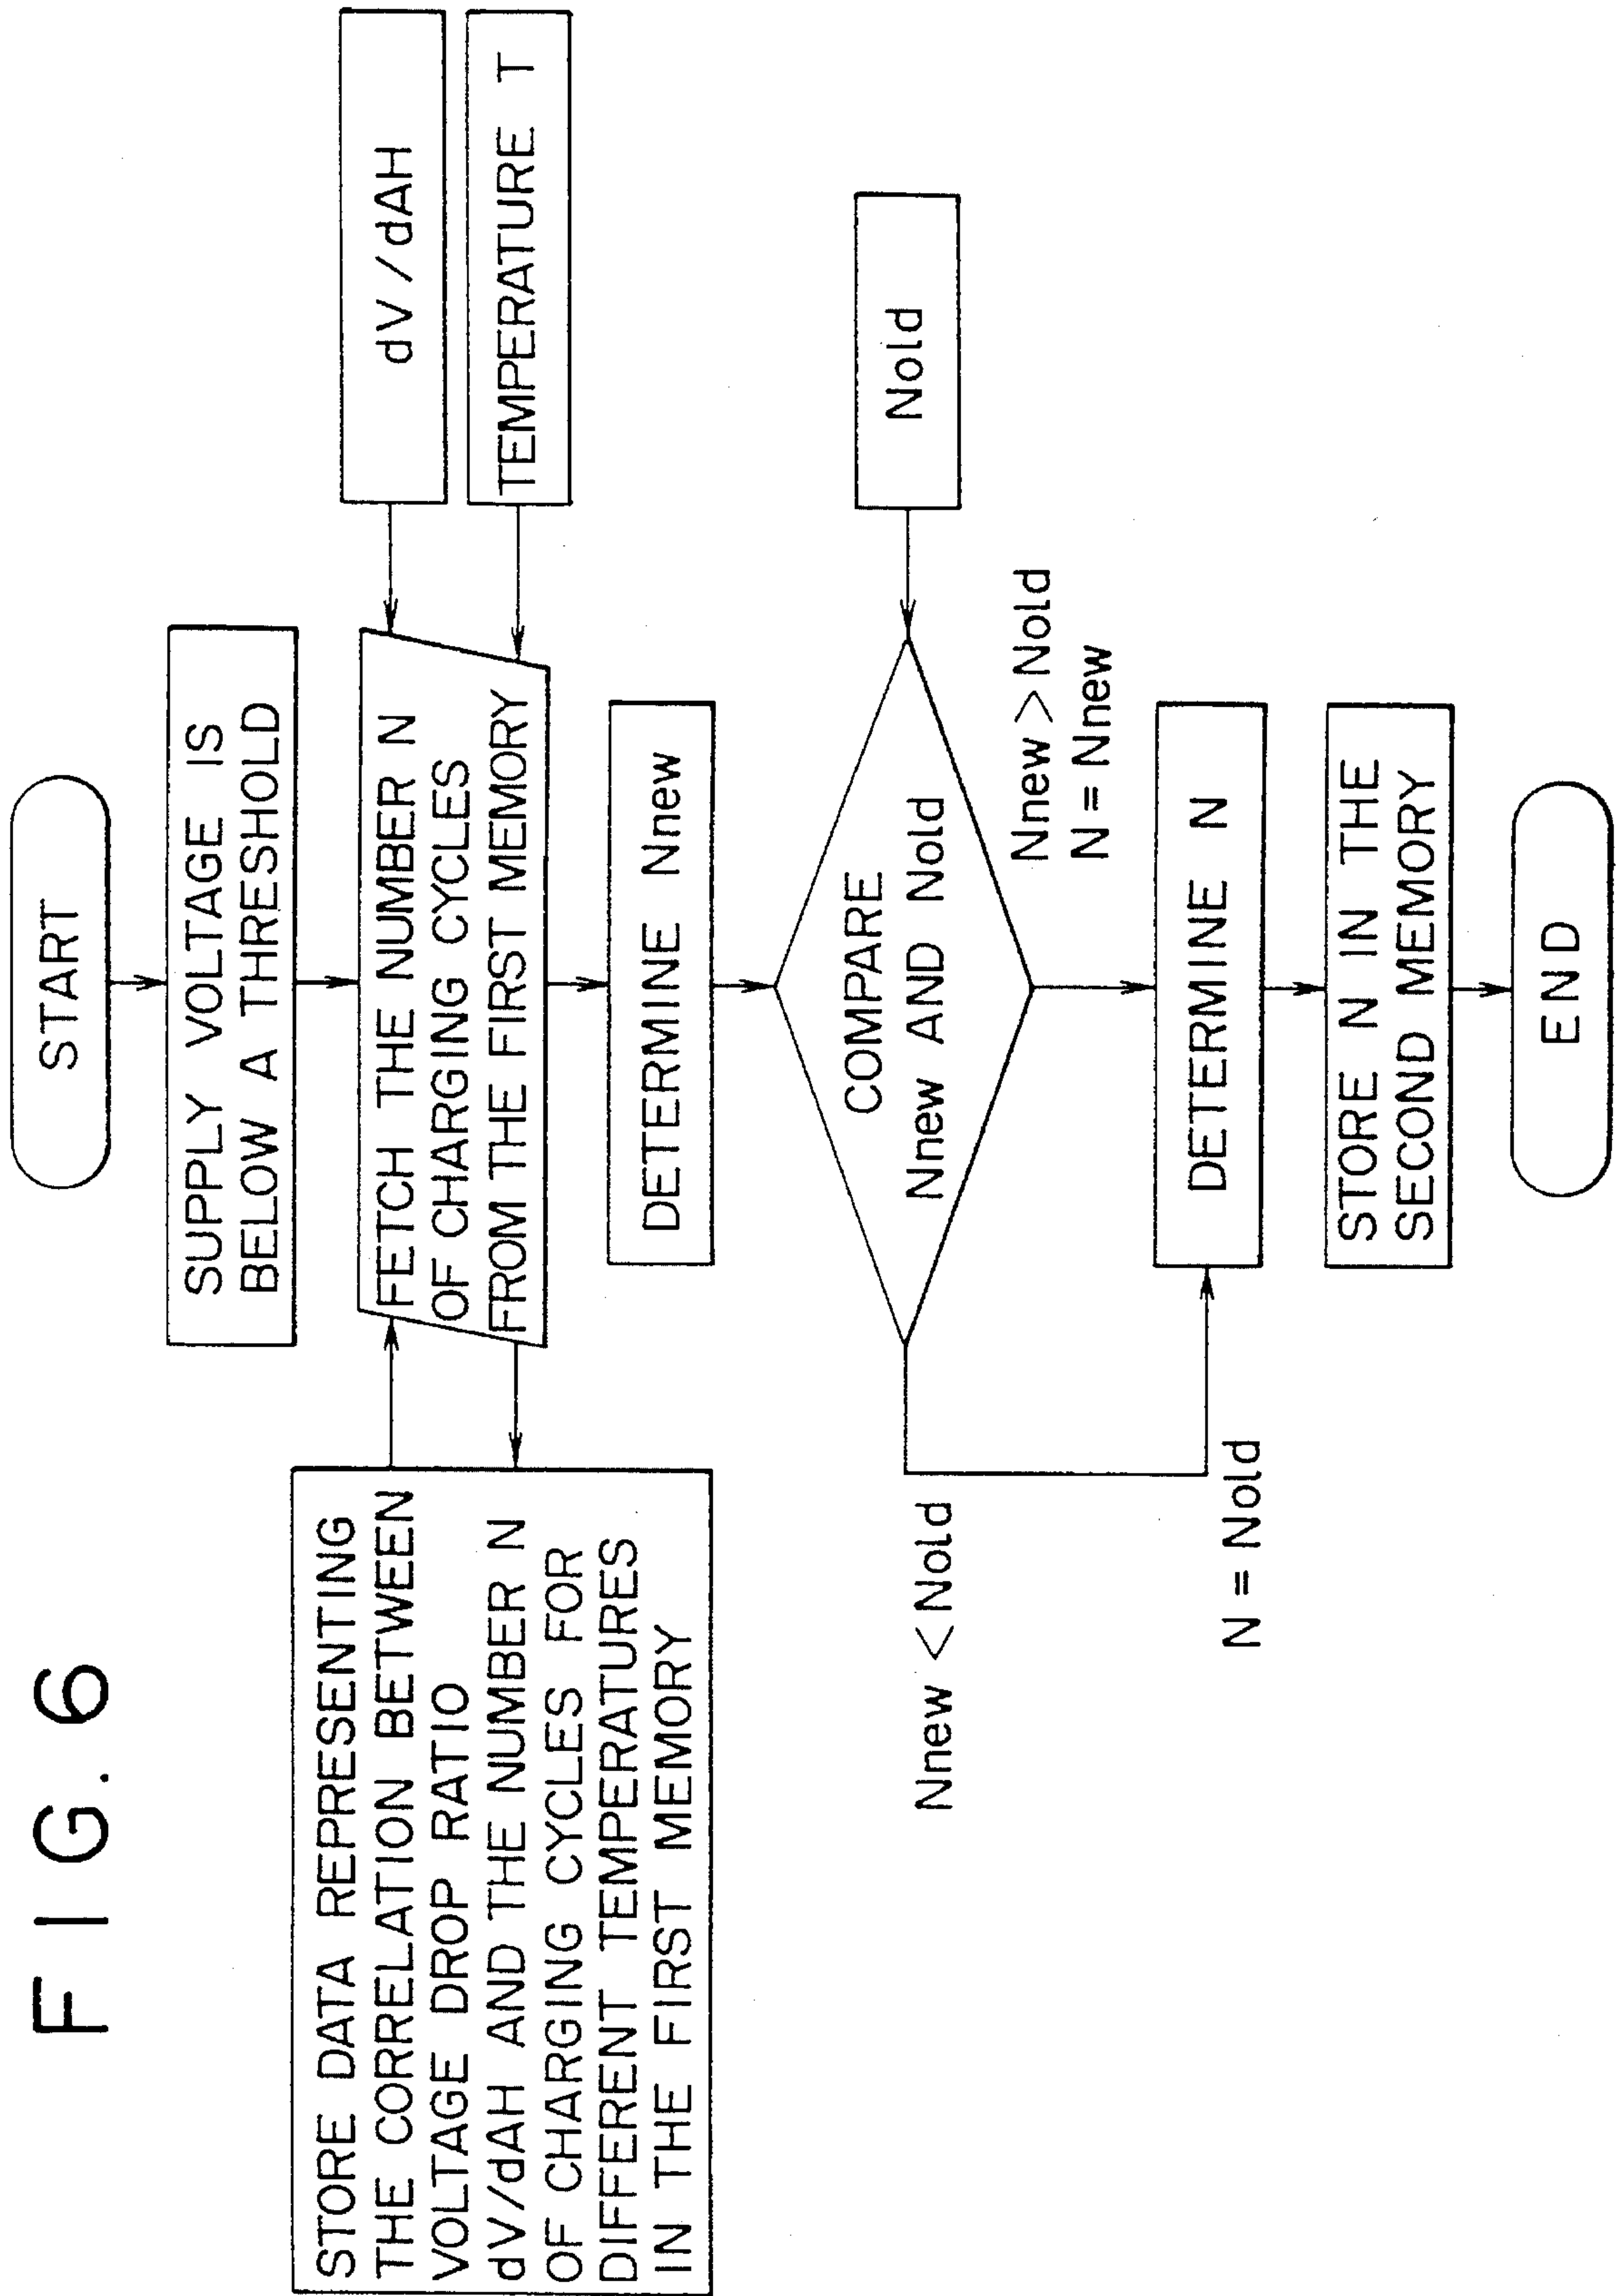 FIG. 6
START
SUPPLY VOLTAGE IS
BELOW A THRESHOLD
STORE DATA REPRESENTING
THE CORRELATION BETWEEN
VOLTAGE DROP RATIO
dV/dAH AND THE NUMBER N
OF CHARGING CYCLES FOR
DIFFERENT TEMPERATURES
IN THE FIRST MEMORY
FETCH THE NUMBER N
OF CHARGING CYCLES
FROM THE FIRST MEMORY
dV/dAH
TEMPERATURE T
DETERMINE Nnew
COMPARE
Nnew AND Nold
Nold
Nnew < Nold
N = Nold
Nnew > Nold
N = Nnew
DETERMINE N
STORE N IN THE
SECOND MEMORY
END